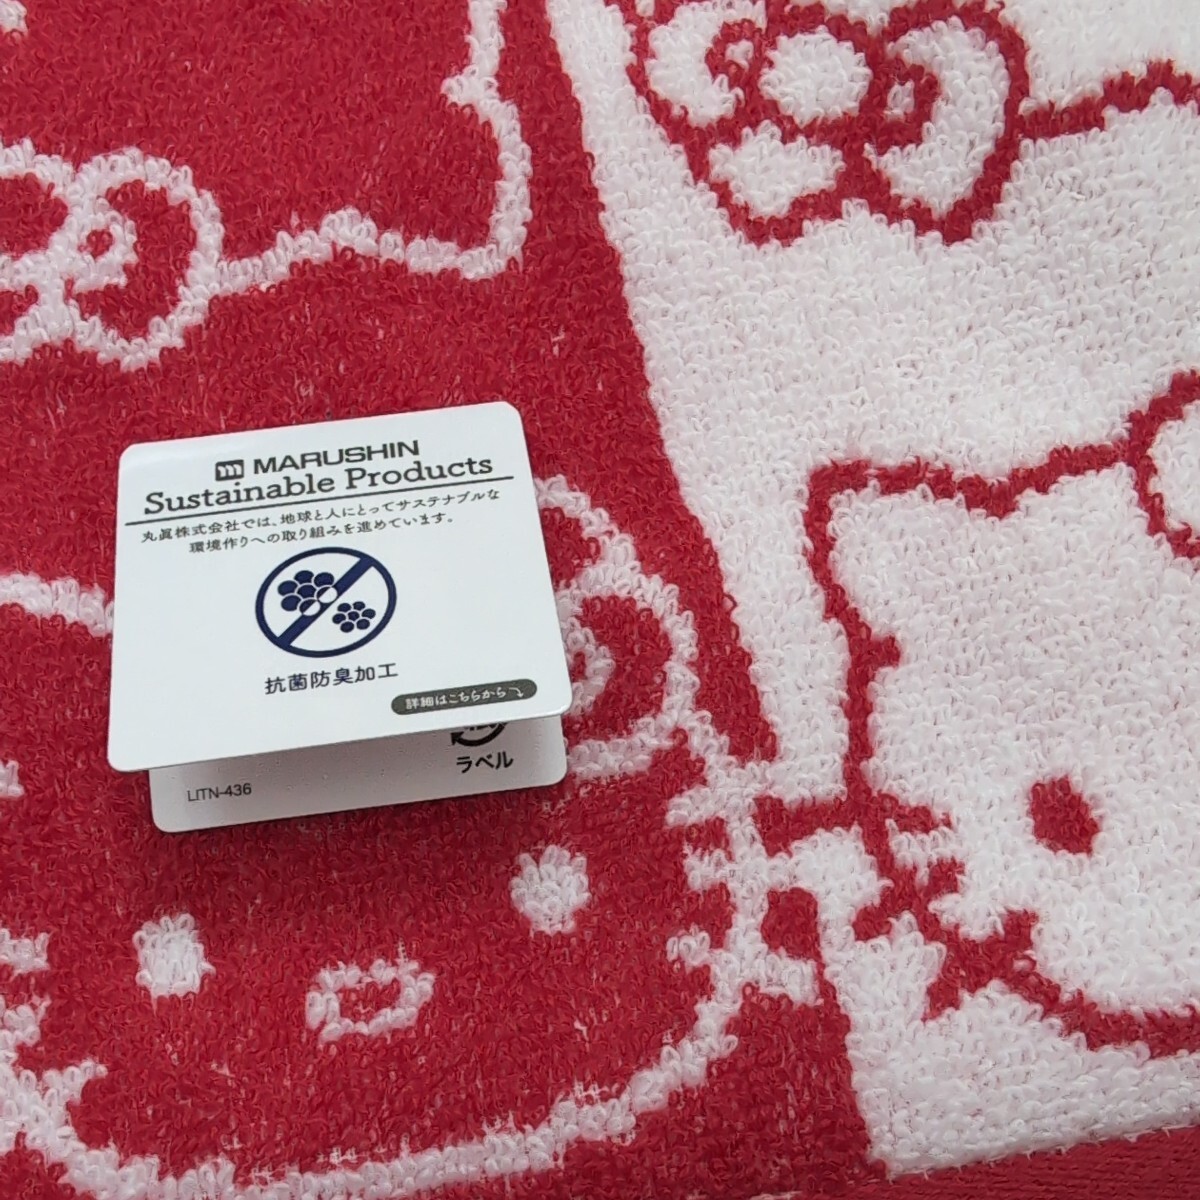 m MARUSHIN
Sustainable Products
丸眞株式会社では、地球と人にとってサステナブルな
環境作りへの取り組みを進めています。
抗菌防臭加工
詳細はこちらから
ラベル
LITN-436